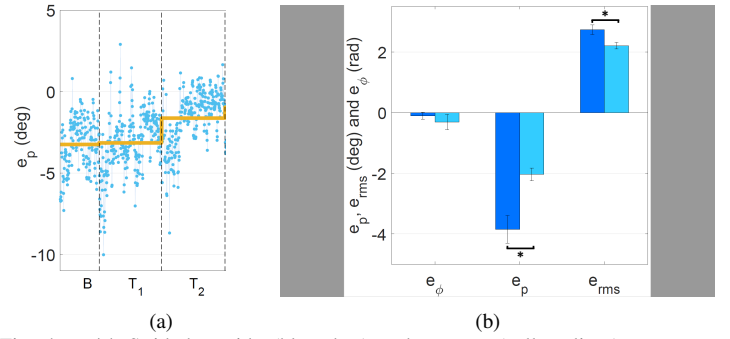 5
0
-5
-10
e_p (deg)
B T_1 T_2
(a)
2
0
-2
-4
e_p, e_rms (deg) and e_ϕ (rad)
*
*
e_ϕ e_p e_rms
(b)